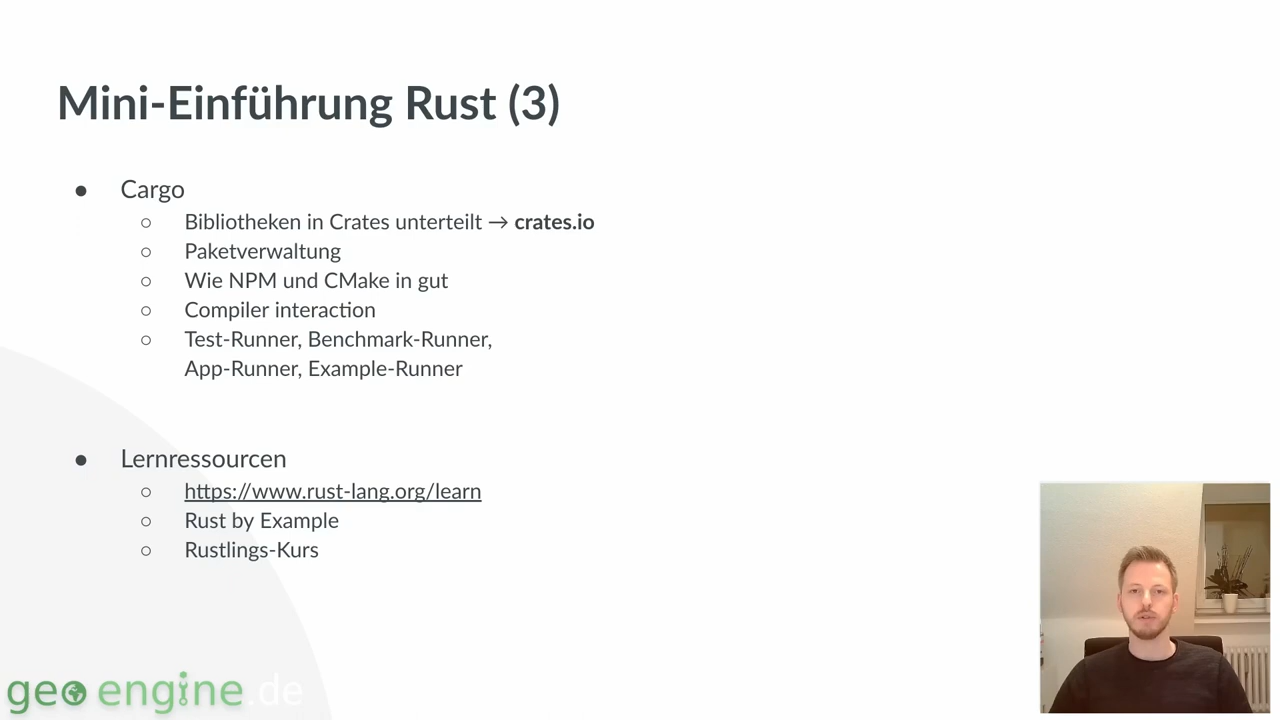 Mini-Einführung Rust (3)
● Cargo
○ Bibliotheken in Crates unterteilt → crates.io
○ Paketverwaltung
○ Wie NPM und CMake in gut
○ Compiler interaction
○ Test-Runner, Benchmark-Runner,
App-Runner, Example-Runner
● Lernressourcen
○ https://www.rust-lang.org/learn
○ Rust by Example
○ Rustlings-Kurs
geo engine.de